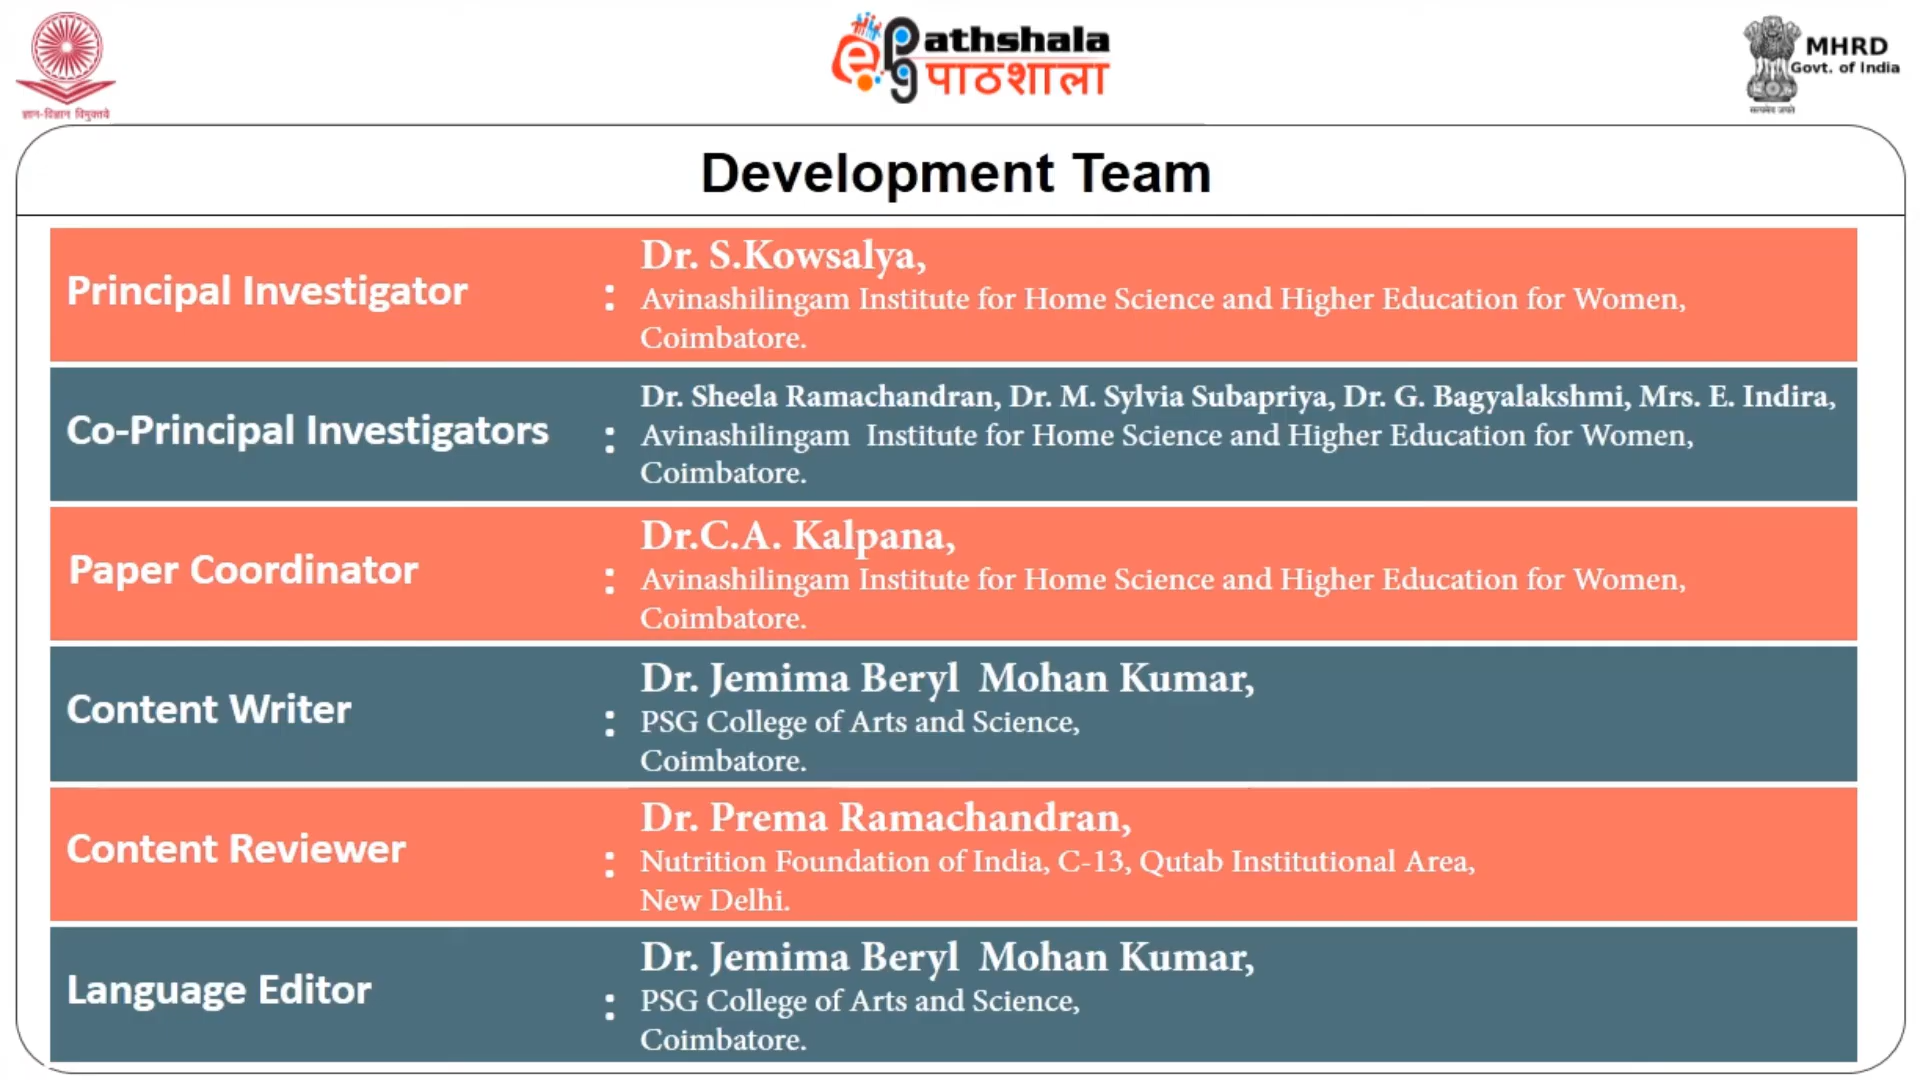 ज्ञान-विज्ञान विमुक्तये
ePG Pathshala
पाठशाला
MHRD
Govt. of India
सत्यमेव जयते
Development Team
Principal Investigator : Dr. S.Kowsalya,
Avinashilingam Institute for Home Science and Higher Education for Women,
Coimbatore.
Co-Principal Investigators : Dr. Sheela Ramachandran, Dr. M. Sylvia Subapriya, Dr. G. Bagyalakshmi, Mrs. E. Indira,
Avinashilingam  Institute for Home Science and Higher Education for Women,
Coimbatore.
Paper Coordinator : Dr.C.A. Kalpana,
Avinashilingam Institute for Home Science and Higher Education for Women,
Coimbatore.
Content Writer : Dr. Jemima Beryl  Mohan Kumar,
PSG College of Arts and Science,
Coimbatore.
Content Reviewer : Dr. Prema Ramachandran,
Nutrition Foundation of India, C-13, Qutab Institutional Area,
New Delhi.
Language Editor : Dr. Jemima Beryl  Mohan Kumar,
PSG College of Arts and Science,
Coimbatore.